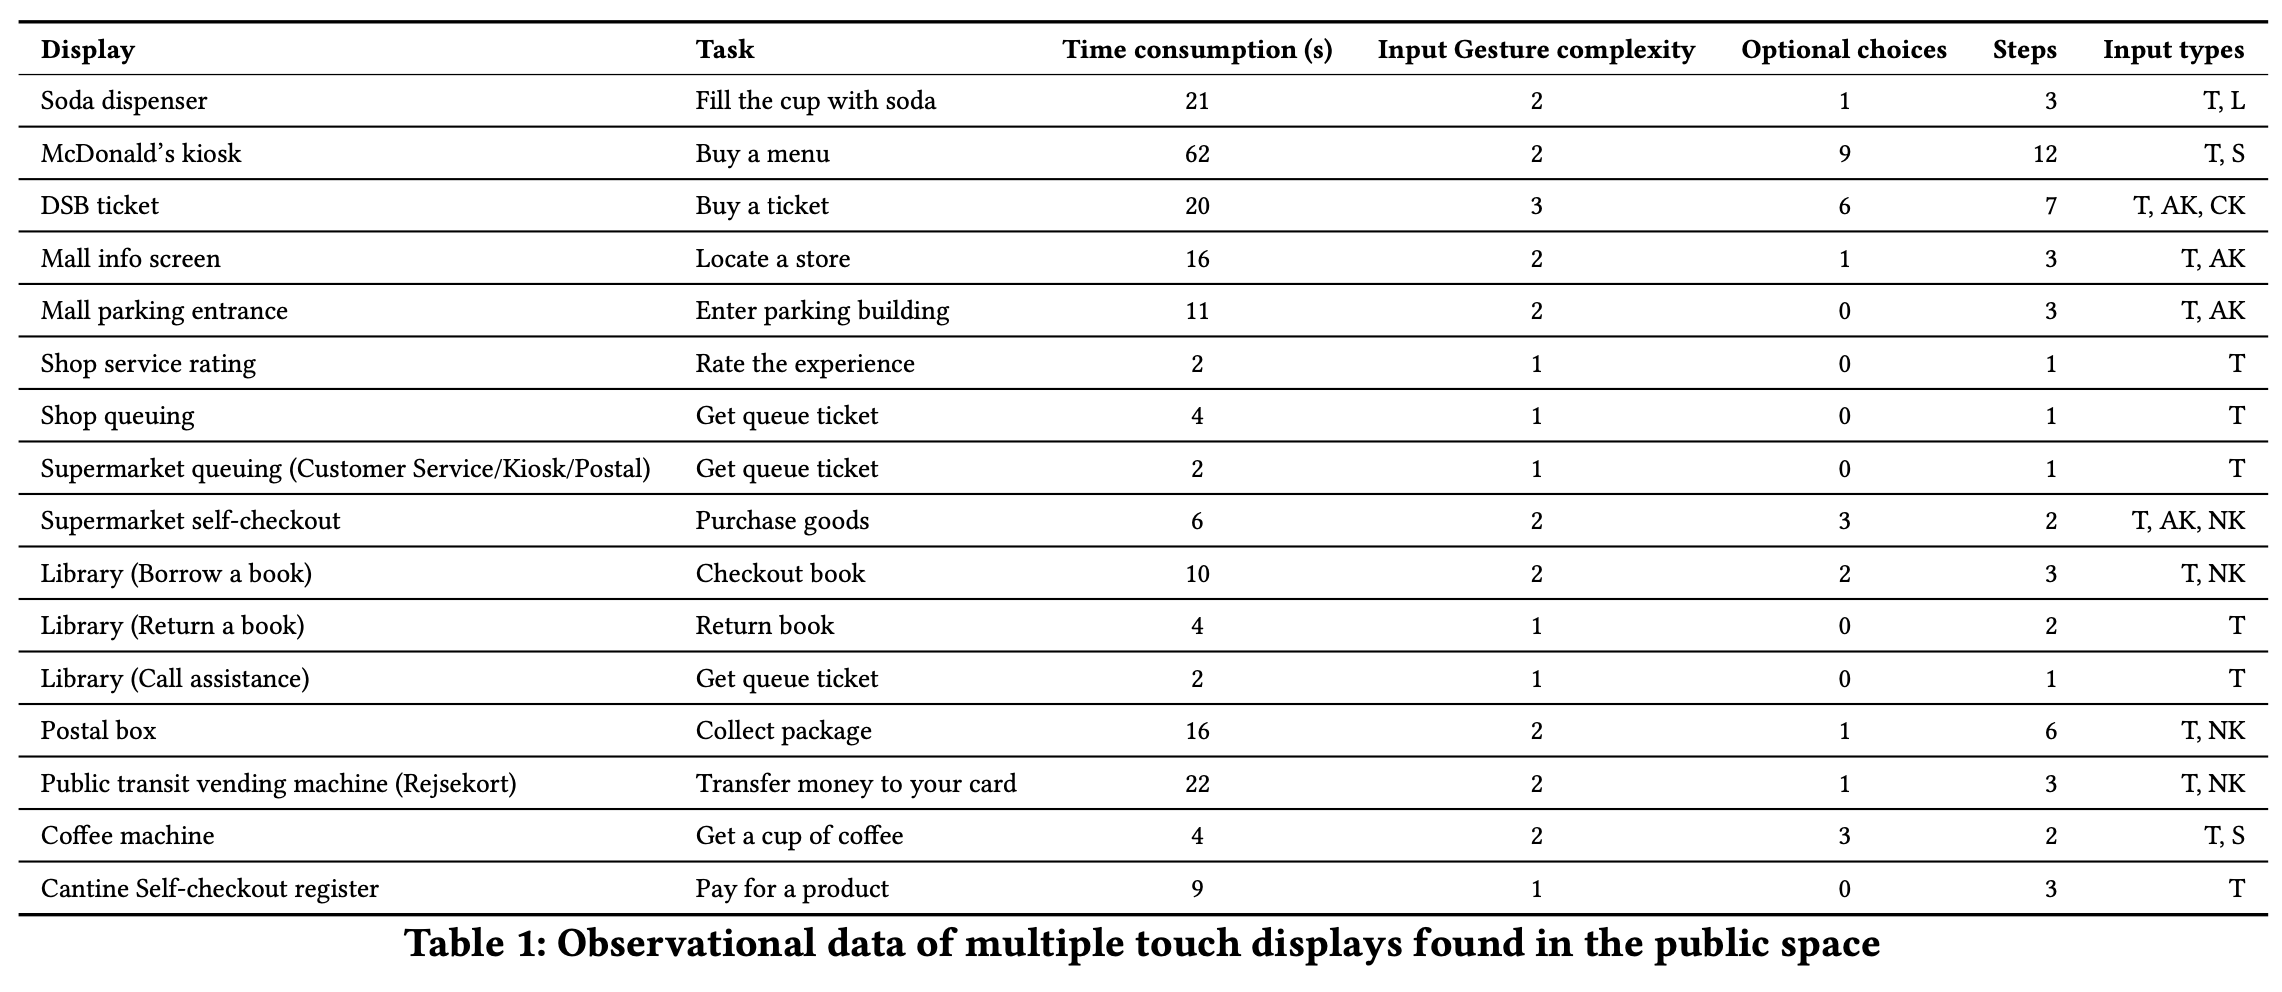 Display Task Time consumption (s) Input Gesture complexity Optional choices Steps Input types
Soda dispenser Fill the cup with soda 21 2 1 3 T, L
McDonald’s kiosk Buy a menu 62 2 9 12 T, S
DSB ticket Buy a ticket 20 3 6 7 T, AK, CK
Mall info screen Locate a store 16 2 1 3 T, AK
Mall parking entrance Enter parking building 11 2 0 3 T, AK
Shop service rating Rate the experience 2 1 0 1 T
Shop queuing Get queue ticket 4 1 0 1 T
Supermarket queuing (Customer Service/Kiosk/Postal) Get queue ticket 2 1 0 1 T
Supermarket self-checkout Purchase goods 6 2 3 2 T, AK, NK
Library (Borrow a book) Checkout book 10 2 2 3 T, NK
Library (Return a book) Return book 4 1 0 2 T
Library (Call assistance) Get queue ticket 2 1 0 1 T
Postal box Collect package 16 2 1 6 T, NK
Public transit vending machine (Rejsekort) Transfer money to your card 22 2 1 3 T, NK
Coffee machine Get a cup of coffee 4 2 3 2 T, S
Cantine Self-checkout register Pay for a product 9 1 0 3 T
Table 1: Observational data of multiple touch displays found in the public space